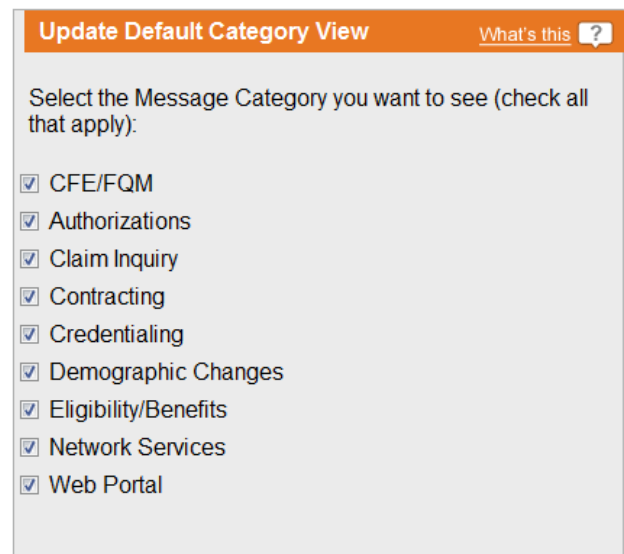 Update Default Category View What's this ?
Select the Message Category you want to see (check all
that apply):
CFE/FQM
Authorizations
Claim Inquiry
Contracting
Credentialing
Demographic Changes
Eligibility/Benefits
Network Services
Web Portal